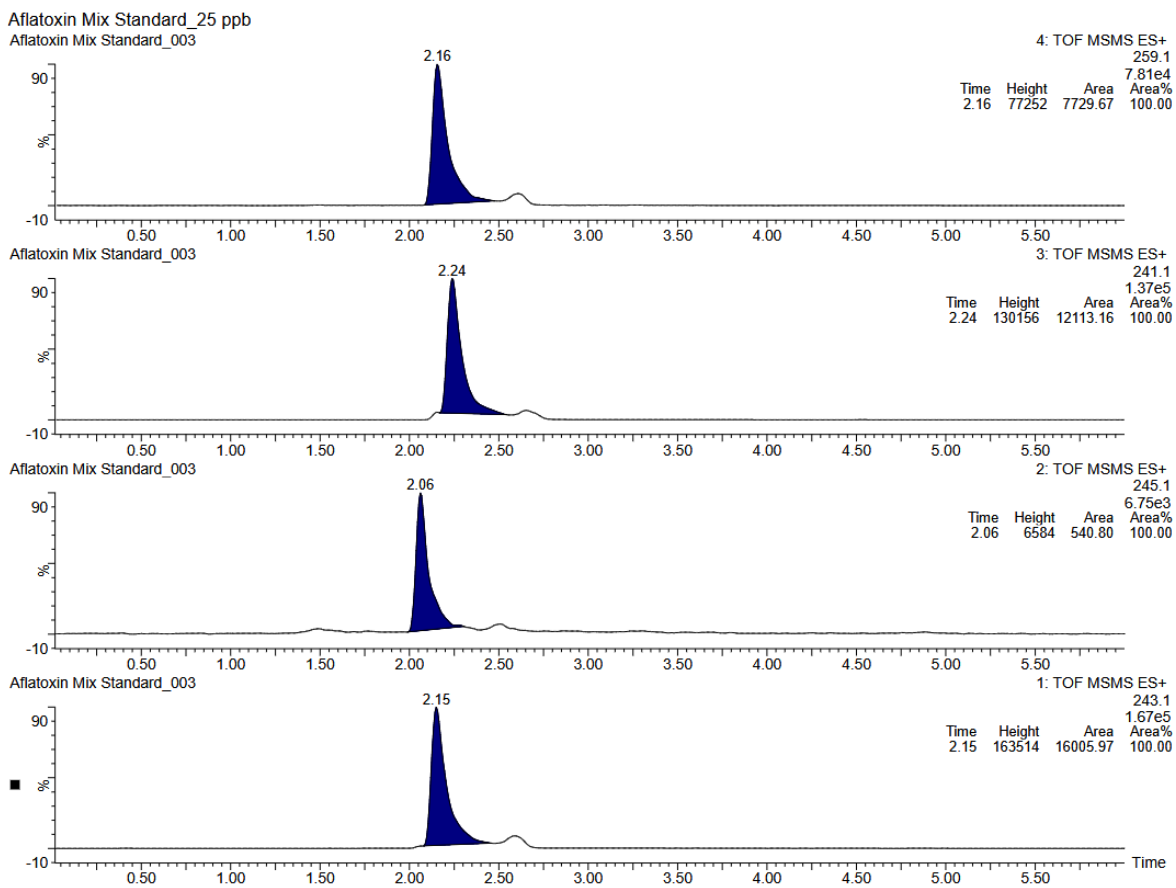 Aflatoxin Mix Standard_25 ppb
Aflatoxin Mix Standard_003
4: TOF MSMS ES+
259.1
7.81e4
Time Height Area Area%
2.16 77252 7729.67 100.00
2.16
90
%
-10
0.50 1.00 1.50 2.00 2.50 3.00 3.50 4.00 4.50 5.00 5.50
Aflatoxin Mix Standard_003
3: TOF MSMS ES+
241.1
1.37e5
Time Height Area Area%
2.24 130156 12113.16 100.00
2.24
90
%
-10
0.50 1.00 1.50 2.00 2.50 3.00 3.50 4.00 4.50 5.00 5.50
Aflatoxin Mix Standard_003
2: TOF MSMS ES+
245.1
6.75e3
Time Height Area Area%
2.06 6584 540.80 100.00
2.06
90
%
-10
0.50 1.00 1.50 2.00 2.50 3.00 3.50 4.00 4.50 5.00 5.50
Aflatoxin Mix Standard_003
1: TOF MSMS ES+
243.1
1.67e5
Time Height Area Area%
2.15 163514 16005.97 100.00
2.15
90
%
-10
Time
0.50 1.00 1.50 2.00 2.50 3.00 3.50 4.00 4.50 5.00 5.50